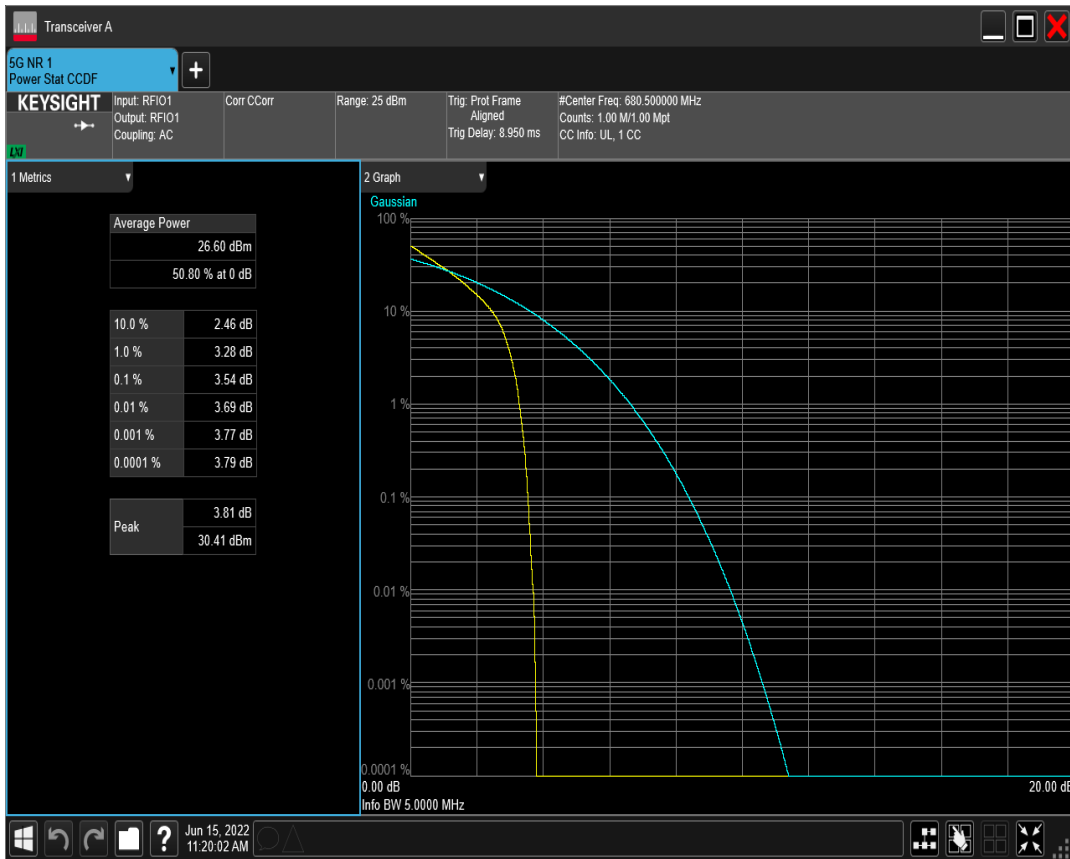 Transceiver A
5G NR 1
Power Stat CCDF
KEYSIGHT
LXI
Input: RFIO1
Output: RFIO1
Coupling: AC
Corr CCorr
Range: 25 dBm
Trig: Prot Frame
Aligned
Trig Delay: 8.950 ms
#Center Freq: 680.500000 MHz
Counts: 1.00 M/1.00 Mpt
CC Info: UL, 1 CC
1 Metrics
Average Power
26.60 dBm
50.80 % at 0 dB
10.0 % 2.46 dB
1.0 % 3.28 dB
0.1 % 3.54 dB
0.01 % 3.69 dB
0.001 % 3.77 dB
0.0001 % 3.79 dB
Peak 3.81 dB
30.41 dBm
2 Graph
Gaussian
100 %
10 %
1 %
0.1 %
0.01 %
0.001 %
0.0001 %
0.00 dB 20.00 dB
Info BW 5.0000 MHz
Jun 15, 2022
11:20:02 AM